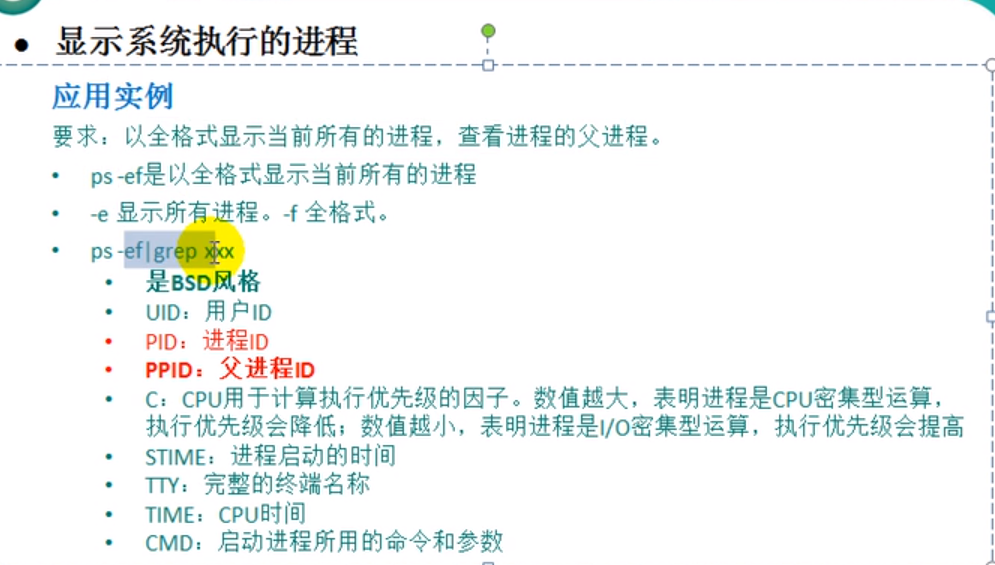 显示系统执行的进程
应用实例
要求：以全格式显示当前所有的进程，查看进程的父进程。
ps -ef是以全格式显示当前所有的进程
-e 显示所有进程。-f 全格式。
ps -ef|grep xxx
是BSD风格
UID：用户ID
PID：进程ID
PPID：父进程ID
C：CPU用于计算执行优先级的因子。数值越大，表明进程是CPU密集型运算，
执行优先级会降低；数值越小，表明进程是I/O密集型运算，执行优先级会提高
STIME：进程启动的时间
TTY：完整的终端名称
TIME：CPU时间
CMD：启动进程所用的命令和参数